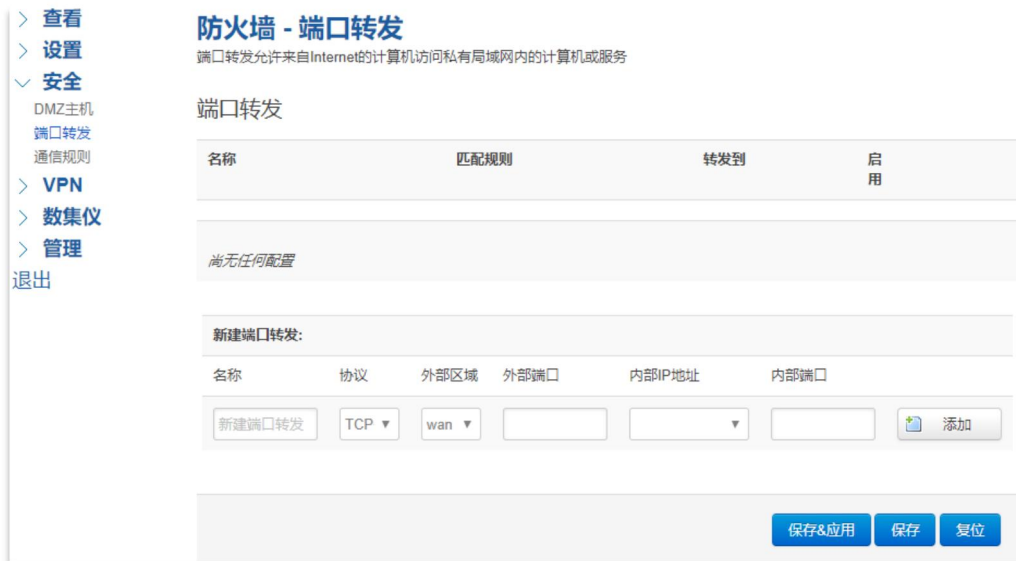 查看
设置
安全
DMZ主机
端口转发
通信规则
VPN
数集仪
管理
退出
防火墙 - 端口转发
端口转发允许来自Internet的计算机访问私有局域网内的计算机或服务
端口转发
名称 匹配规则 转发到 启用
尚无任何配置
新建端口转发:
名称 协议 外部区域 外部端口 内部IP地址 内部端口
新建端口转发 TCP wan 添加
保存&应用 保存 复位